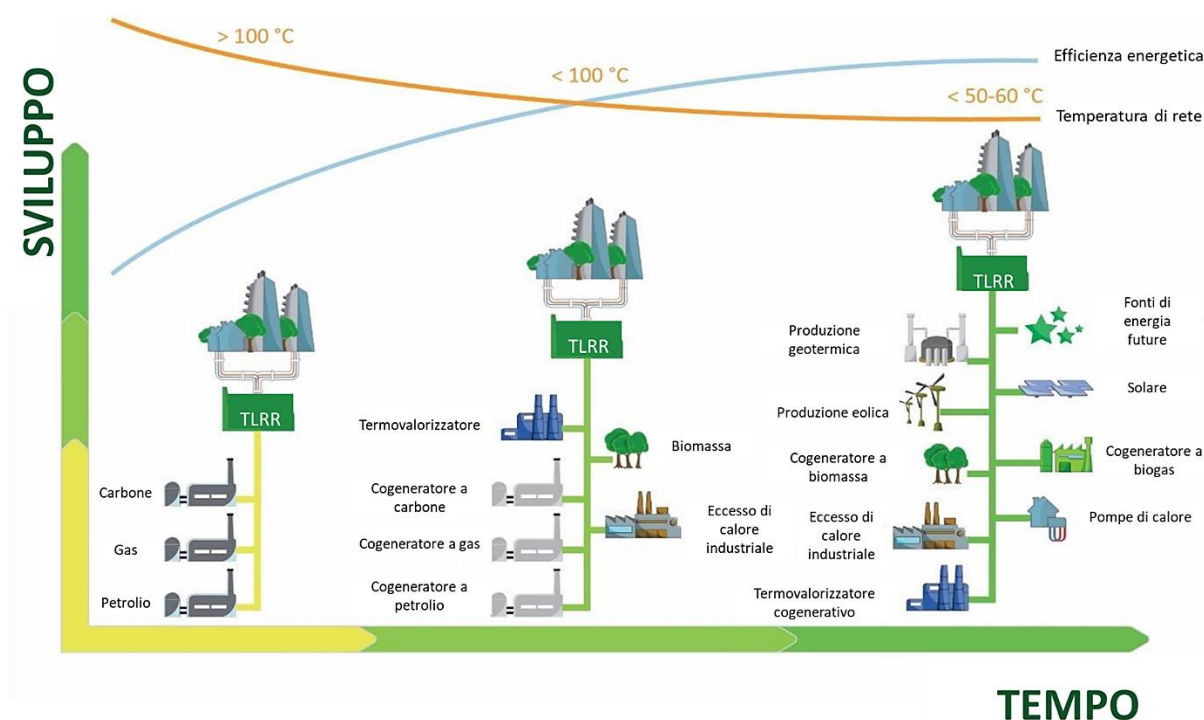 > 100 °C
< 100 °C
< 50-60 °C
Efficienza energetica
Temperatura di rete
SVILUPPO
TLRR
Carbone
Gas
Petrolio
TLRR
Termovalorizzatore
Biomassa
Cogeneratore a
carbone
Eccesso di
calore
industriale
Cogeneratore a gas
Cogeneratore a
petrolio
TLRR
Produzione
geotermica
Fonti di
energia
future
Produzione eolica
Solare
Cogeneratore a
biomassa
Cogeneratore a
biogas
Eccesso di
calore
industriale
Pompe di calore
Termovalorizzatore
cogenerativo
TEMPO